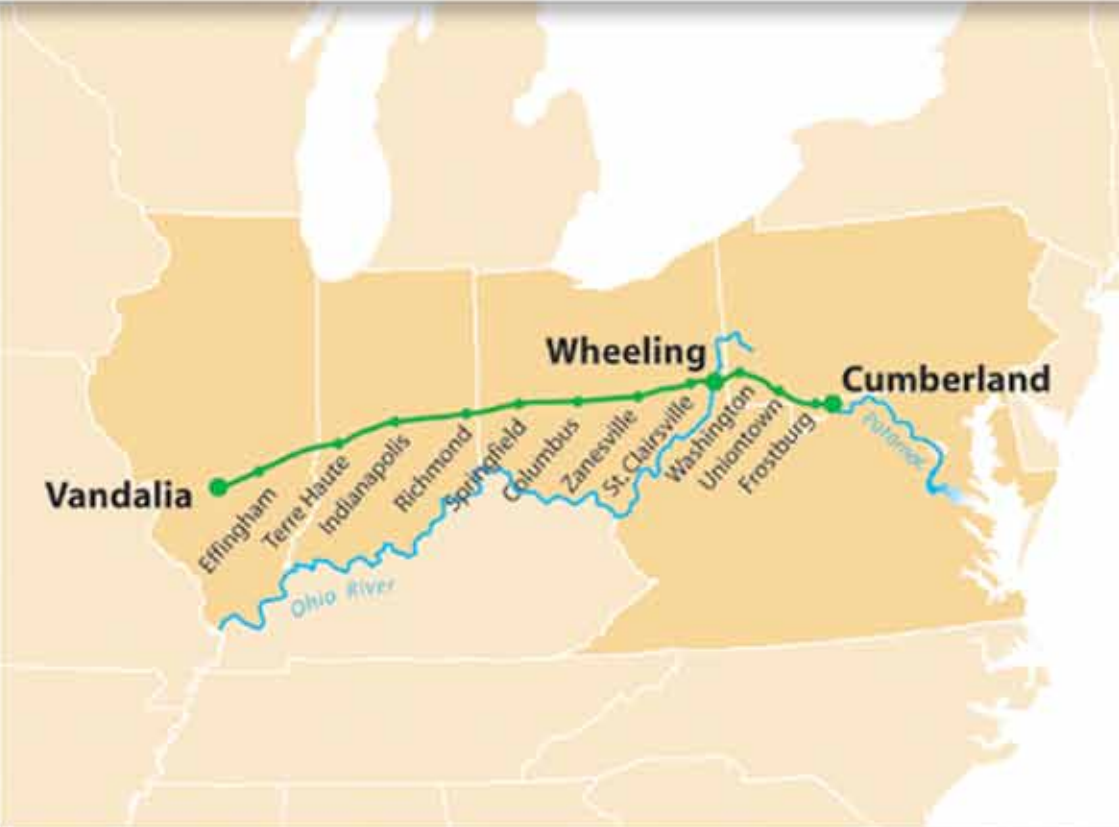 Wheeling
Cumberland
Vandalia
Effingham
Terre Haute
Indianapolis
Richmond
Springfield
Columbus
Zanesville
St. Clairsville
Washington
Uniontown
Frostburg
Potomac
Ohio River